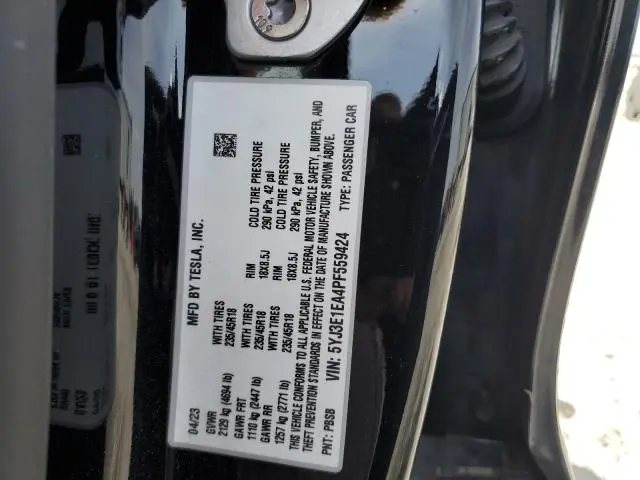 MFD BY TESLA, INC.
04/23
GVWR WITH TIRES RIM COLD TIRE PRESSURE
2129 kg (4694 lb) 235/45R18 18X8.5J 290 kPa, 42 psi
GAWR FRT WITH TIRES RIM COLD TIRE PRESSURE
1110 kg (2447 lb) 235/45R18 18X8.5J 290 kPa, 42 psi
GAWR RR WITH TIRES
1257 kg (2771 lb) 235/45R18
THIS VEHICLE CONFORMS TO ALL APPLICABLE U.S. FEDERAL MOTOR VEHICLE SAFETY, BUMPER, AND
THEFT PREVENTION STANDARDS IN EFFECT ON THE DATE OF MANUFACTURE SHOWN ABOVE.
VIN: 5YJ3E1EA4PF559424
PNT: PBSB TYPE: PASSENGER CAR